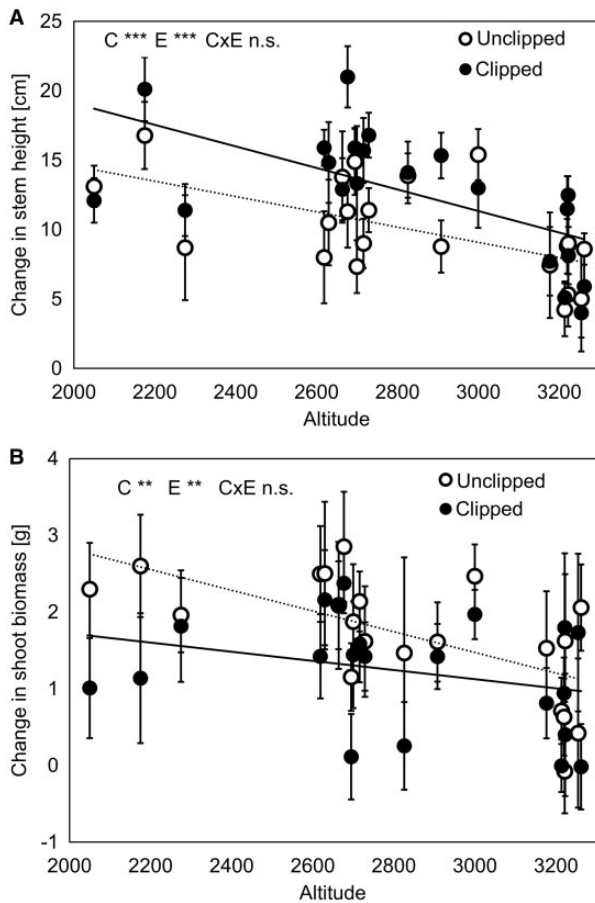 A
C *** E *** CxE n.s.
Unclipped
Clipped
Change in stem height [cm]
25
20
15
10
5
0
2000 2200 2400 2600 2800 3000 3200
Altitude
B
C ** E ** CxE n.s.
Unclipped
Clipped
Change in shoot biomass [g]
4
3
2
1
0
-1
2000 2200 2400 2600 2800 3000 3200
Altitude